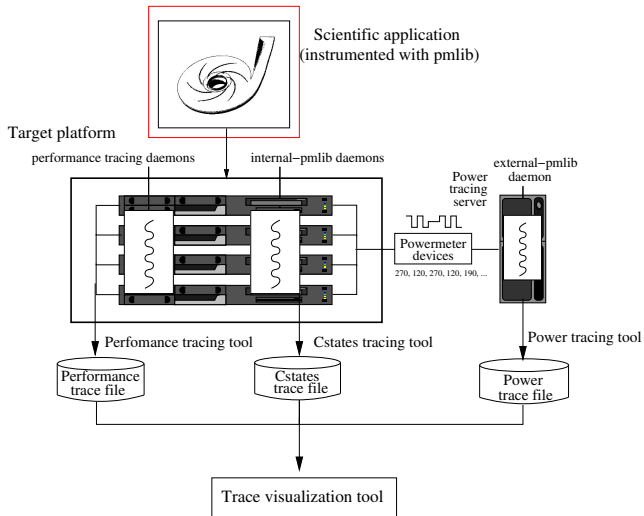 Scientific application
(instrumented with pmlib)
Target platform
performance tracing daemons
internal-pmlib daemons
external-pmlib
daemon
Power
tracing
server
Powermeter
devices
270, 120, 270, 120, 190, ...
Perfomance tracing tool
Cstates tracing tool
Power tracing tool
Performance
trace file
Cstates
trace file
Power
trace file
Trace visualization tool